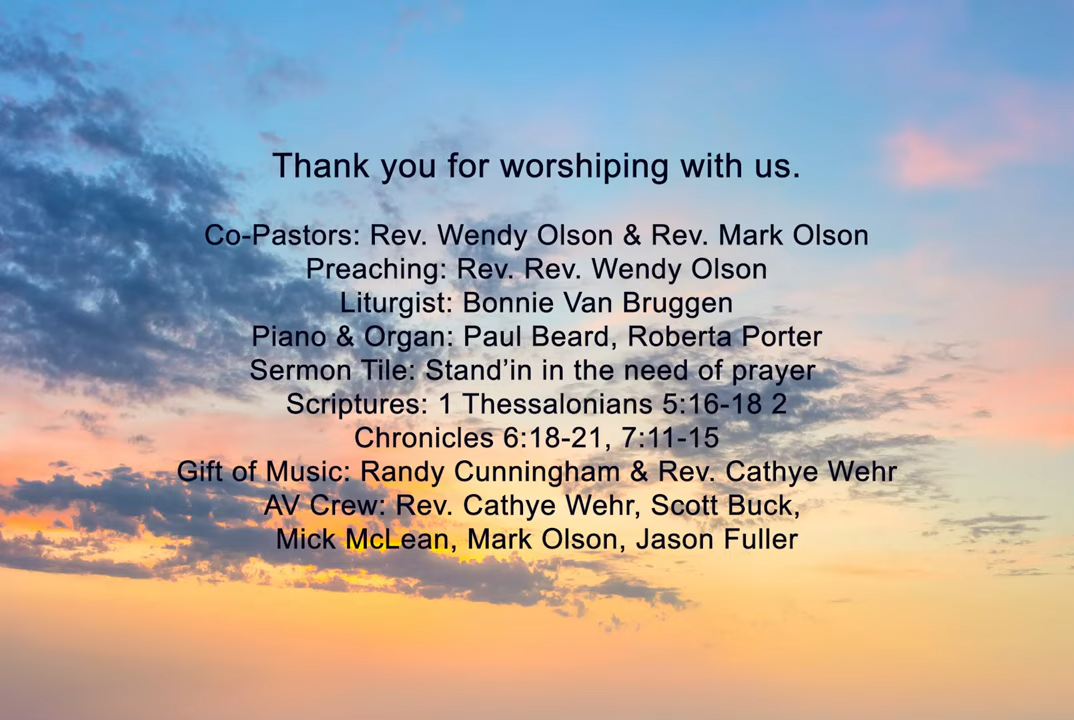 Thank you for worshiping with us.
Co-Pastors: Rev. Wendy Olson & Rev. Mark Olson
Preaching: Rev. Rev. Wendy Olson
Liturgist: Bonnie Van Bruggen
Piano & Organ: Paul Beard, Roberta Porter
Sermon Tile: Stand’in in the need of prayer
Scriptures: 1 Thessalonians 5:16-18 2
Chronicles 6:18-21, 7:11-15
Gift of Music: Randy Cunningham & Rev. Cathye Wehr
AV Crew: Rev. Cathye Wehr, Scott Buck,
Mick McLean, Mark Olson, Jason Fuller